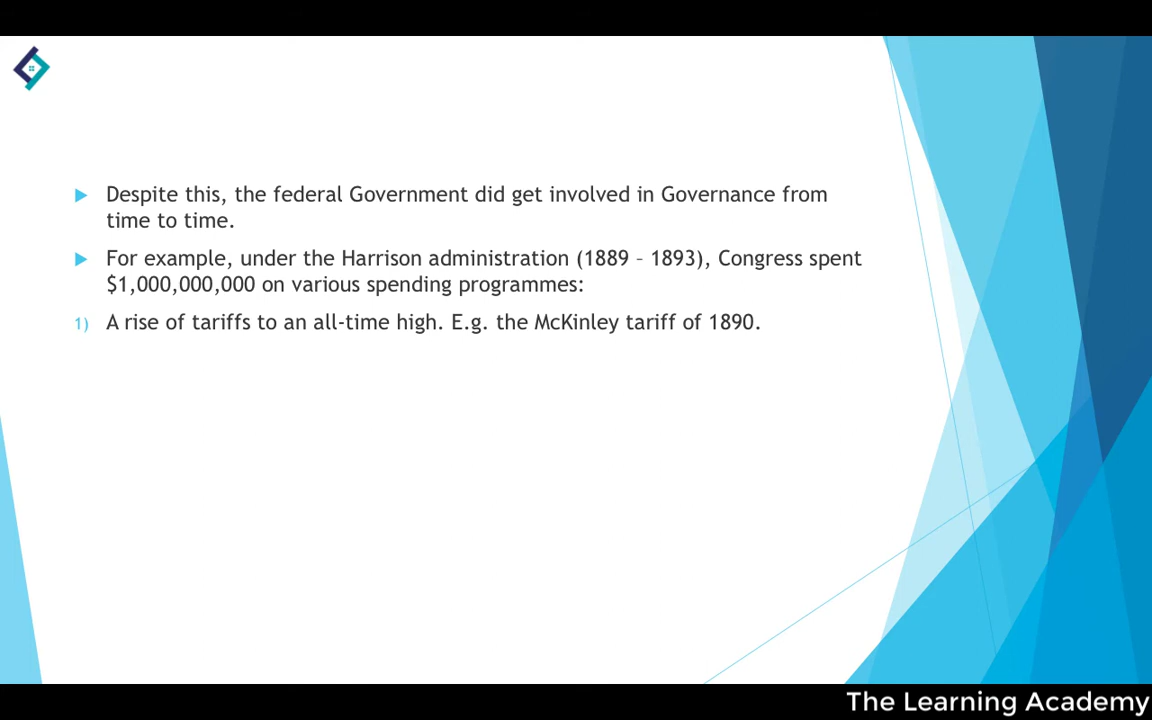 Despite this, the federal Government did get involved in Governance from
time to time.
For example, under the Harrison administration (1889 – 1893), Congress spent
$1,000,000,000 on various spending programmes:
1) A rise of tariffs to an all-time high. E.g. the McKinley tariff of 1890.
The Learning Academy